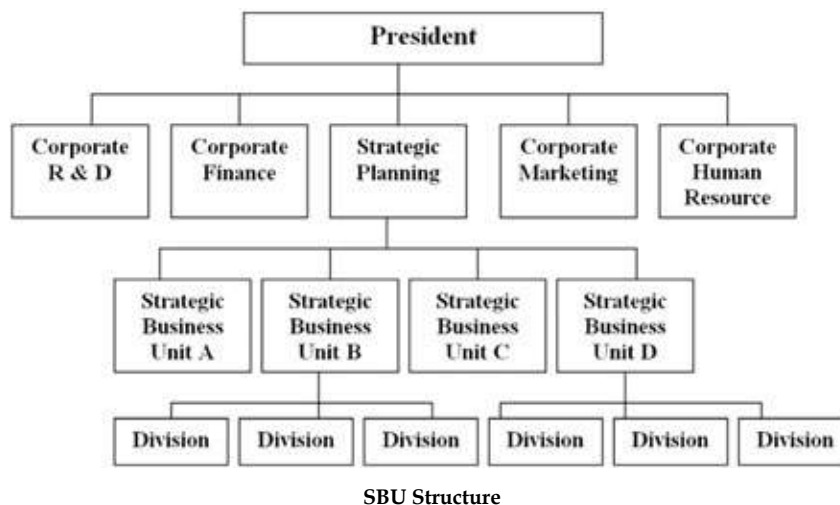 President
Corporate
R & D
Corporate
Finance
Strategic
Planning
Corporate
Marketing
Corporate
Human
Resource
Strategic
Business
Unit A
Strategic
Business
Unit B
Strategic
Business
Unit C
Strategic
Business
Unit D
Division
Division
Division
Division
Division
Division
SBU Structure